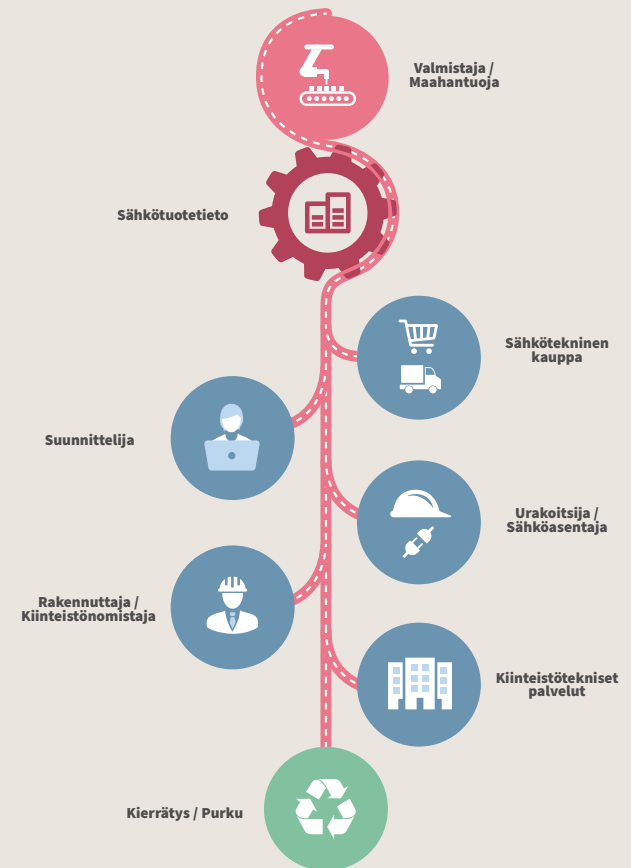 Valmistaja /
Maahantuoja
Sähkötuotetieto
Sähkötekninen
kauppa
Suunnittelija
Urakoitsija /
Sähköasentaja
Rakennuttaja /
Kiinteistönomistaja
Kiinteistötekniset
palvelut
Kierrätys / Purku